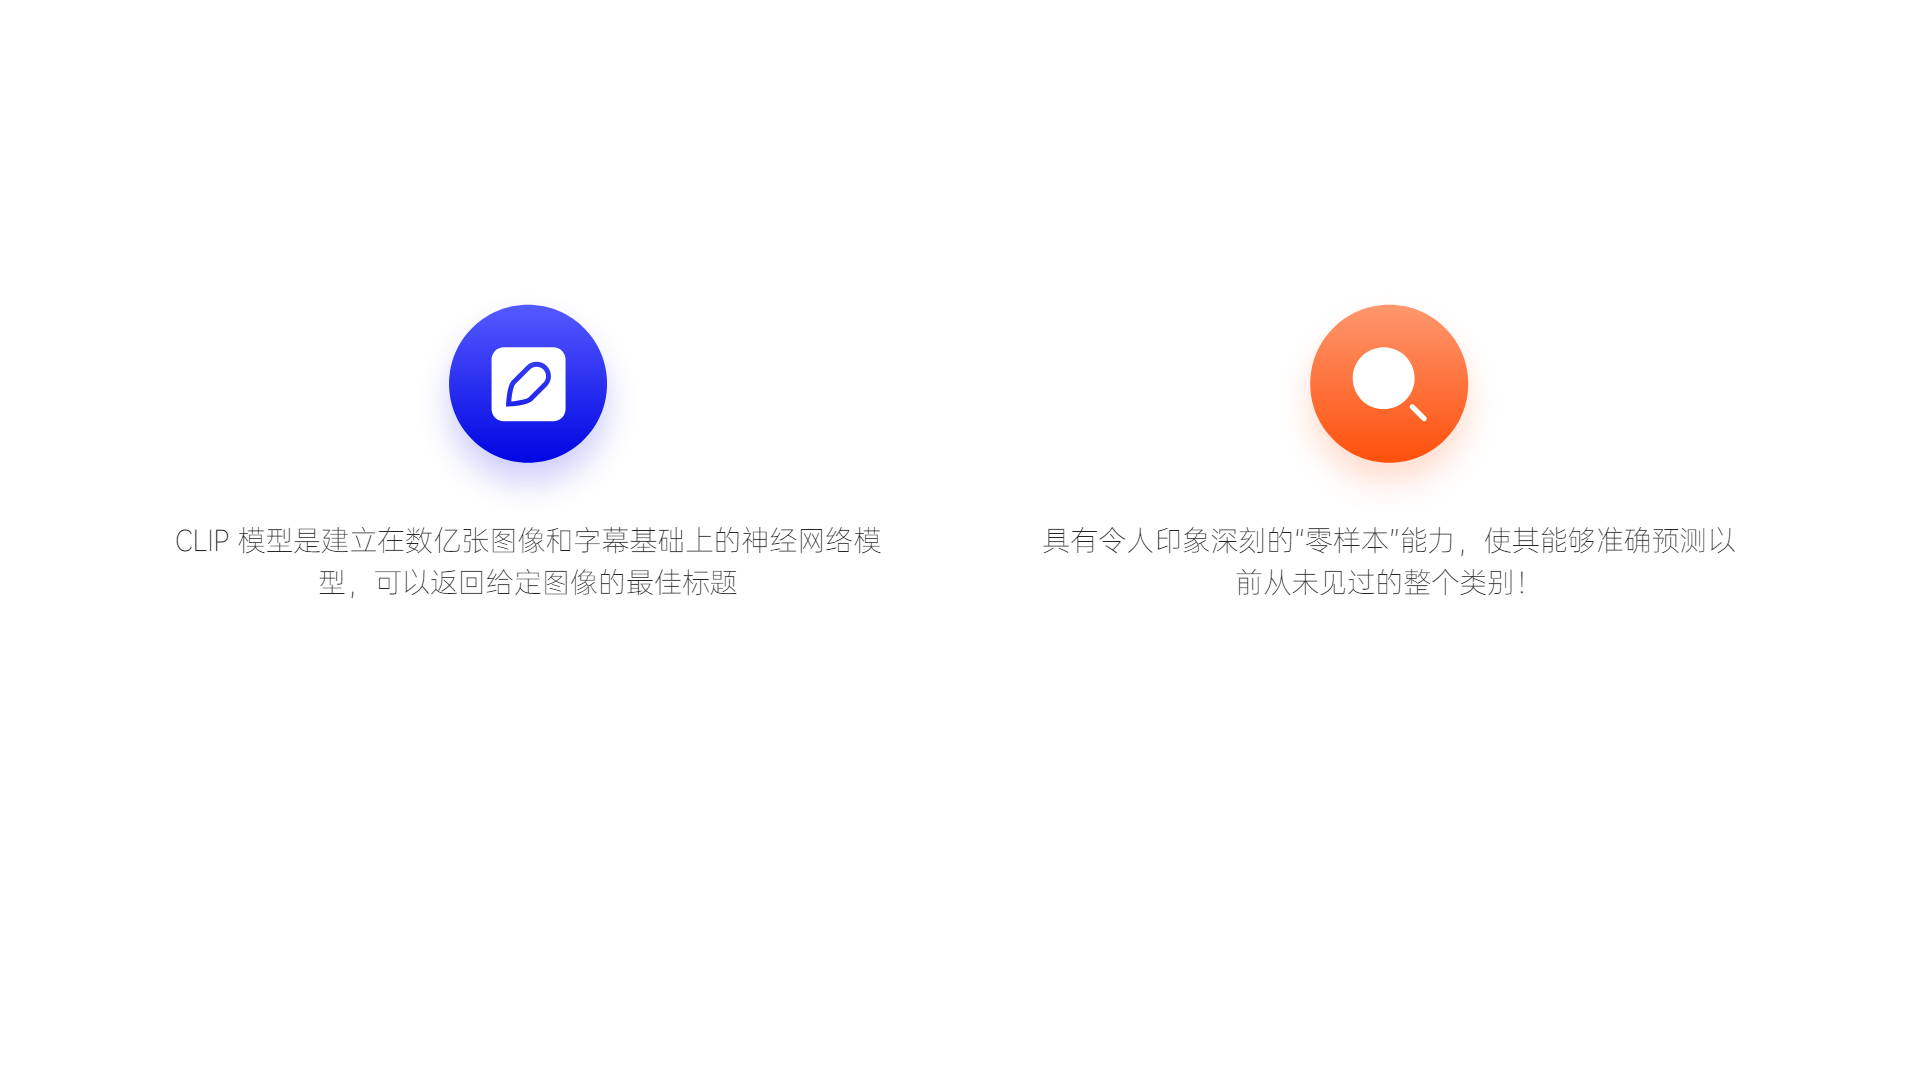 CLIP 模型是建立在数亿张图像和字幕基础上的神经网络模
型，可以返回给定图像的最佳标题
具有令人印象深刻的“零样本”能力，使其能够准确预测以
前从未见过的整个类别！